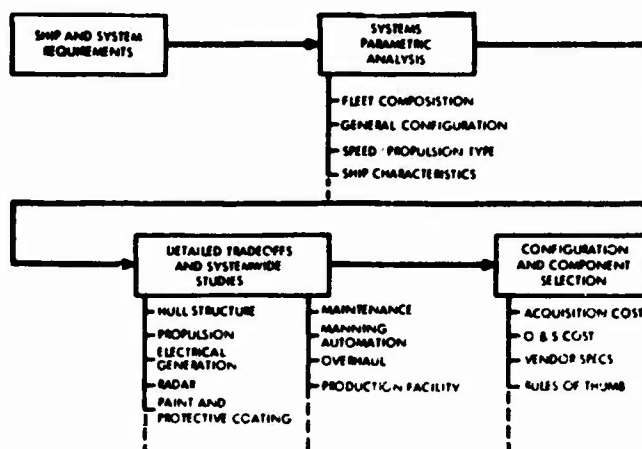 SHIP AND SYSTEM
REQUIREMENTS
SYSTEMS
PARAMETRIC
ANALYSIS
FLEET COMPOSISTION
GENERAL CONFIGURATION
SPEED/PROPULSION TYPE
SHIP CHARACTERISTICS
DETAILED TRADEOFFS
AND SYSTEMWIDE
STUDIES
HULL STRUCTURE
PROPULSION
ELECTRICAL
GENERATION
RADAR
PAINT AND
PROTECTIVE COATING
MAINTENANCE
MANNING
AUTOMATION
OVERHAUL
PRODUCTION FACILITY
CONFIGURATION
AND COMPONENT
SELECTION
ACQUISITION COST
O & S COST
VENDOR SPECS
RULES OF THUMB